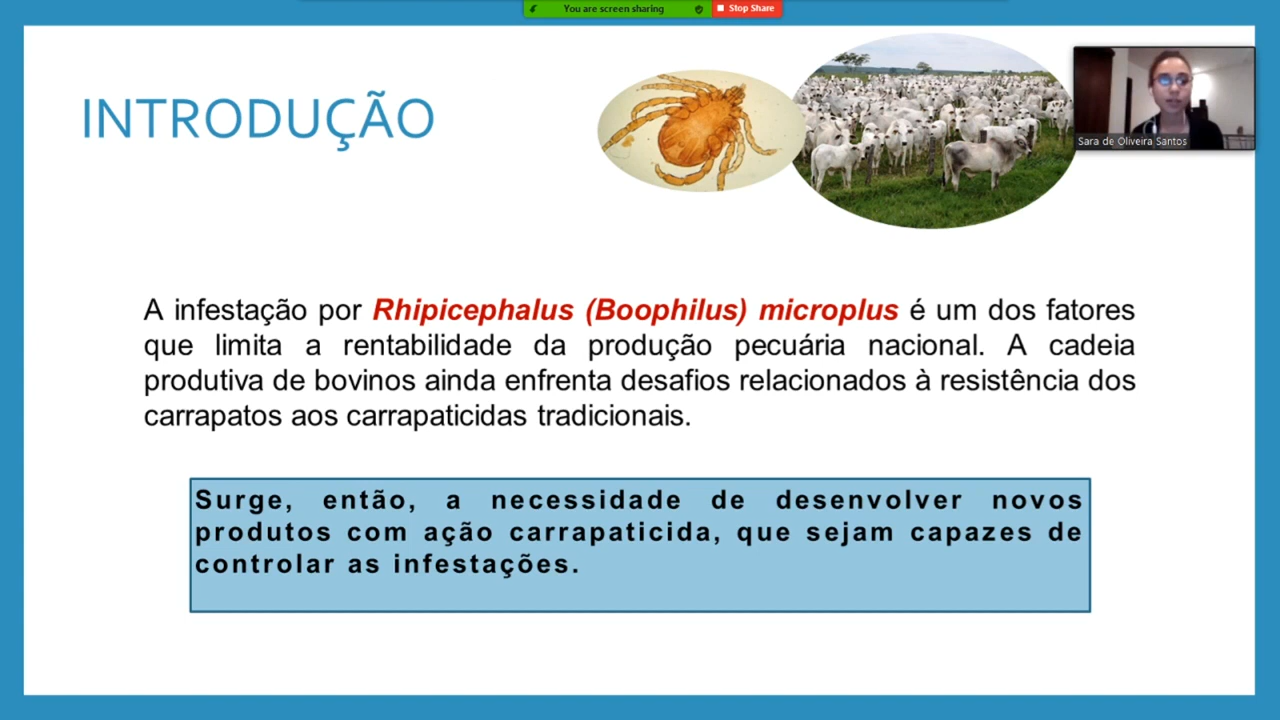 You are screen sharing
Stop Share
INTRODUÇÃO
Sara de Oliveira Santos
A infestação por Rhipicephalus (Boophilus) microplus é um dos fatores
que limita a rentabilidade da produção pecuária nacional. A cadeia
produtiva de bovinos ainda enfrenta desafios relacionados à resistência dos
carrapatos aos carrapaticidas tradicionais.
Surge, então, a necessidade de desenvolver novos
produtos com ação carrapaticida, que sejam capazes de
controlar as infestações.